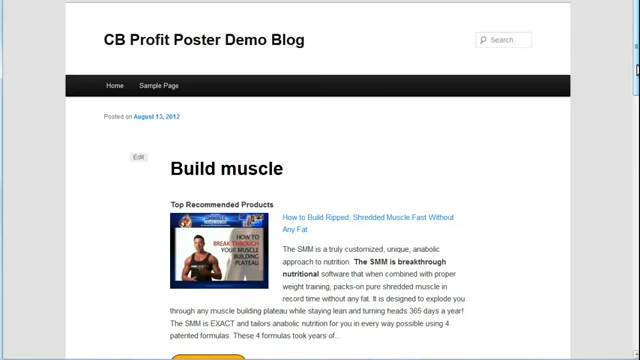 CB Profit Poster Demo Blog
Search
Home
Sample Page
Posted on August 13, 2012
Edit
Build muscle
Top Recommended Products
HOW TO
BREAK THROUGH
YOUR MUSCLE
BUILDING
PLATEAU
How to Build Ripped, Shredded Muscle Fast Without
Any Fat
The SMM is a truly customized, unique, anabolic
approach to nutrition. The SMM is breakthrough
nutritional software that when combined with proper
weight training, packs-on pure shredded muscle in
record time without any fat. It is designed to explode you
through any muscle building plateau while staying lean and turning heads 365 days a year!
The SMM is EXACT and tailors anabolic nutrition for you in every way possible using 4
patented formulas. These 4 formulas took years of...